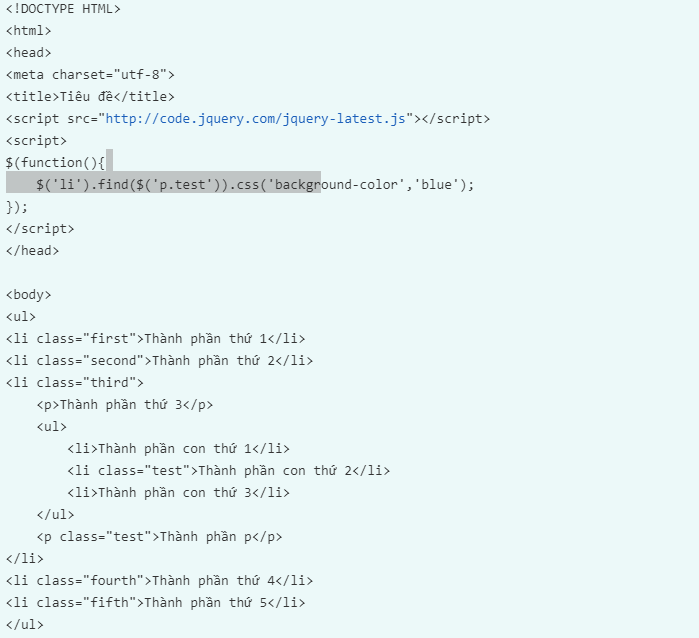 <!DOCTYPE HTML>
<html>
<head>
<meta charset="utf-8">
<title>Tiêu đề</title>
<script src="http://code.jquery.com/jquery-latest.js"></script>
<script>
$(function(){
    $('li').find($('p.test')).css('background-color','blue');
});
</script>
</head>

<body>
<ul>
<li class="first">Thành phần thứ 1</li>
<li class="second">Thành phần thứ 2</li>
<li class="third">
    <p>Thành phần thứ 3</p>
    <ul>
        <li>Thành phần con thứ 1</li>
        <li class="test">Thành phần con thứ 2</li>
        <li>Thành phần con thứ 3</li>
    </ul>
    <p class="test">Thành phần p</p>
</li>
<li class="fourth">Thành phần thứ 4</li>
<li class="fifth">Thành phần thứ 5</li>
</ul>